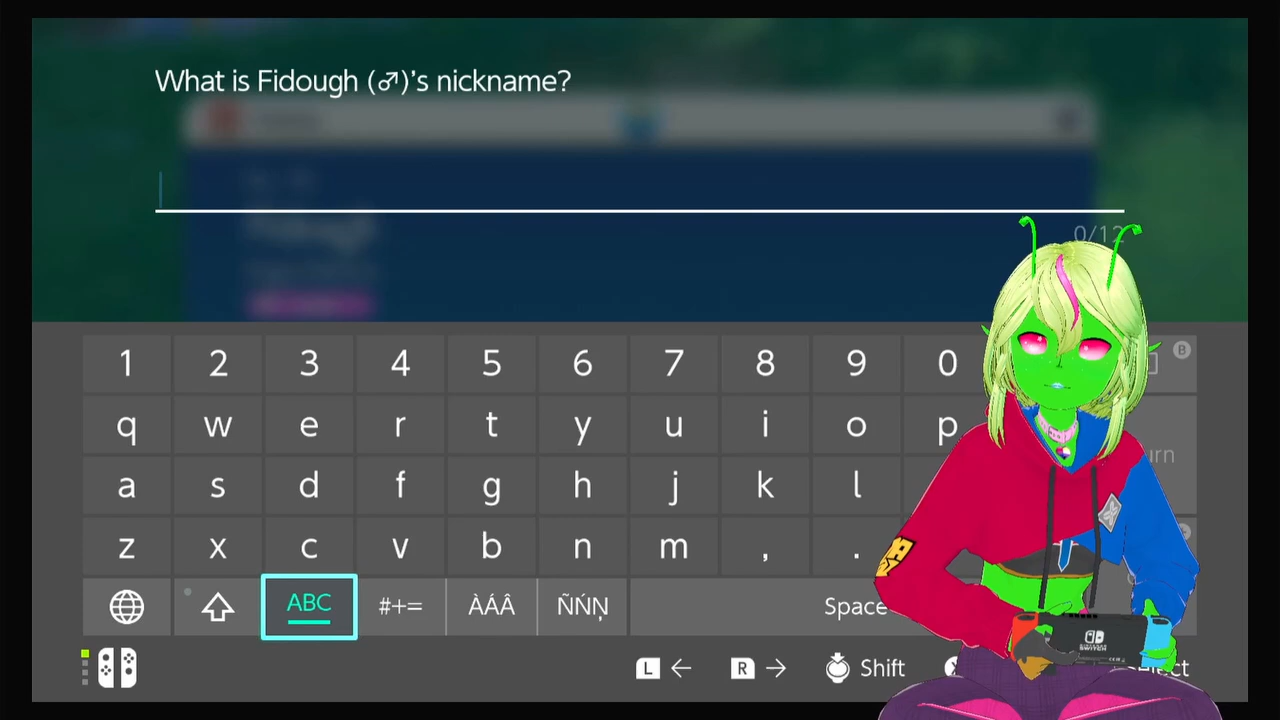 What is Fidough (♂)'s nickname?
0/12
1 2 3 4 5 6 7 8 9 0 B
q w e r t y u i o p
a s d f g h j k l
z x c v b n m , .
ABC #+= ÀÁÂ ÑŃŅ Space
L ← R → Shift